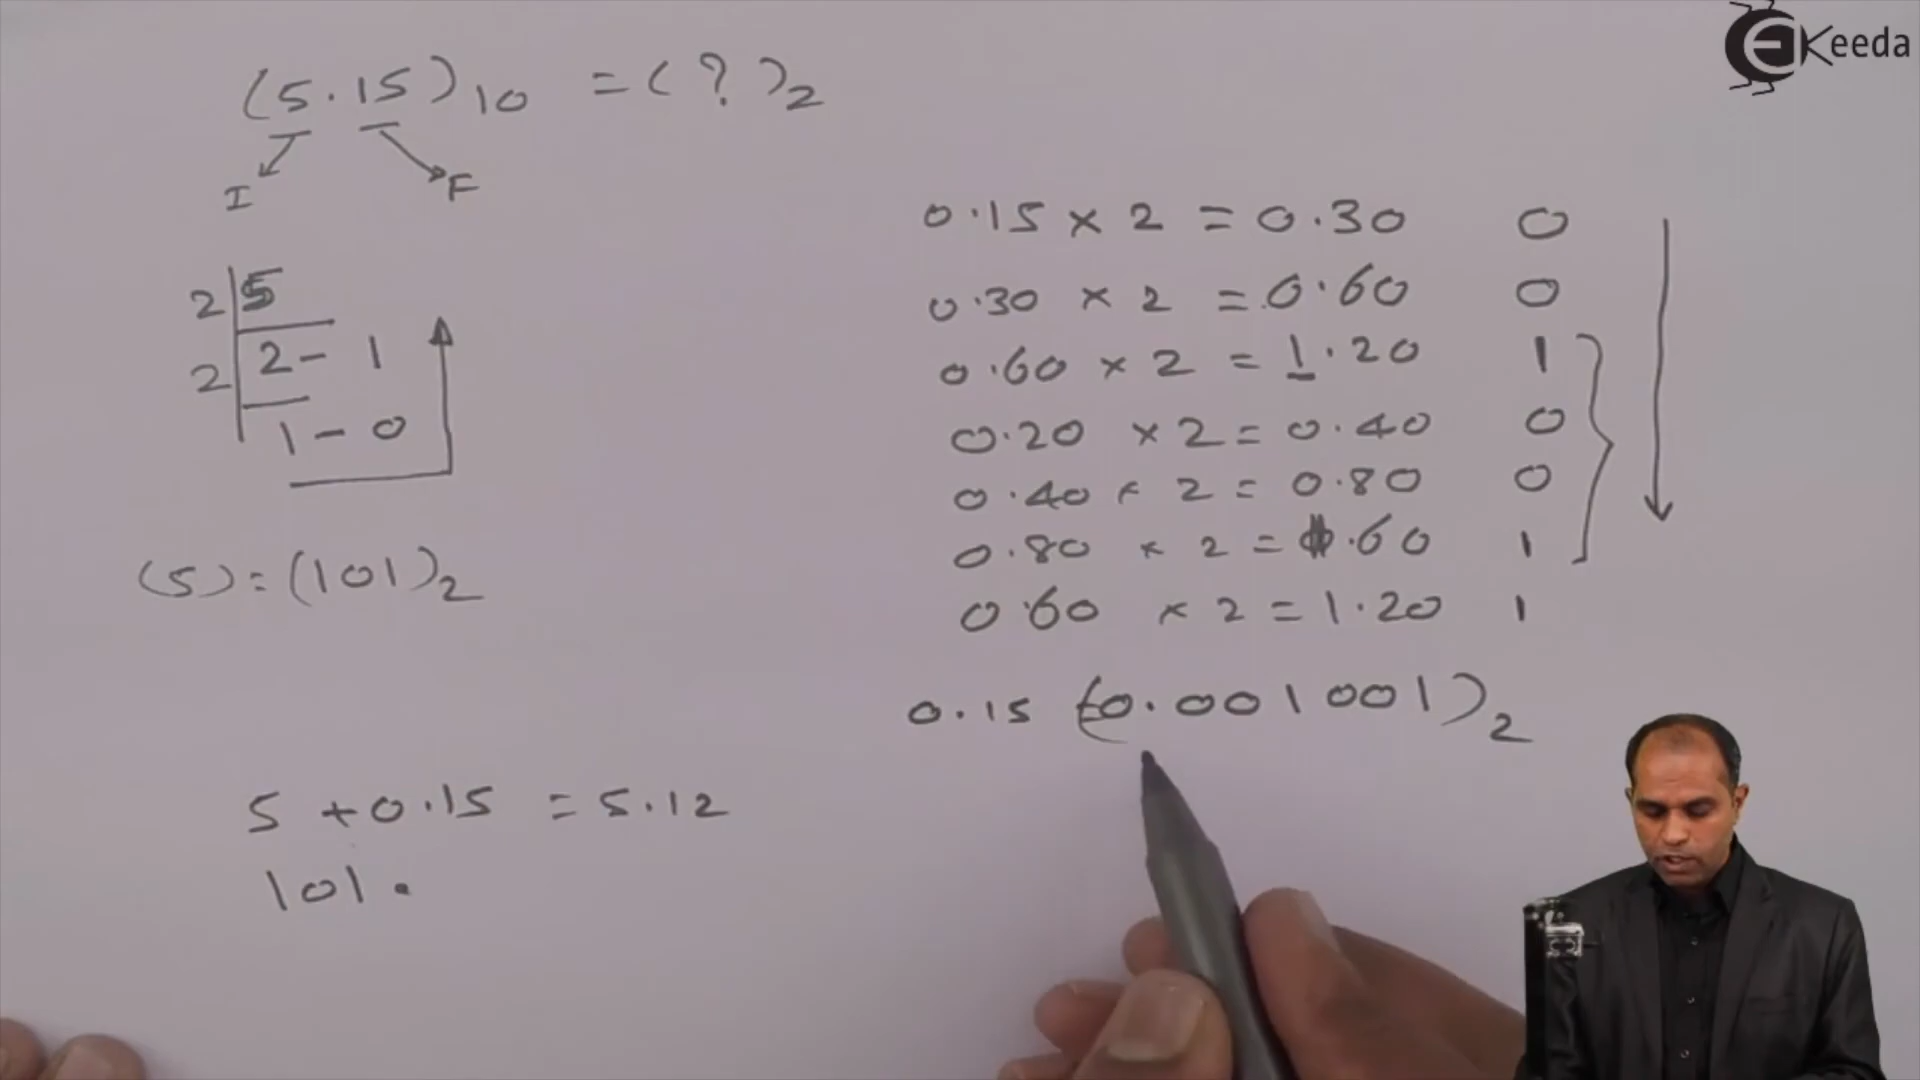 EKeeda
(5.15)10 = (?)2
I F
2 5
2 2 - 1
1 - 0
(5) = (101)2
0.15 × 2 = 0.30 0
0.30 × 2 = 0.60 0
0.60 × 2 = 1.20 1
0.20 × 2 = 0.40 0
0.40 × 2 = 0.80 0
0.80 × 2 = 1.60 1
0.60 × 2 = 1.20 1
0.15 (0.001001)2
5 + 0.15 = 5.12
101.